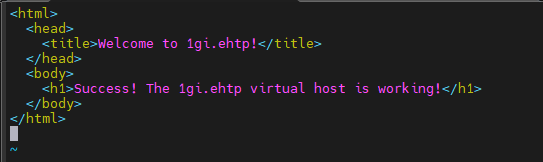 <html>
  <head>
    <title>Welcome to 1gi.ehtp!</title>
  </head>
  <body>
    <h1>Success! The 1gi.ehtp virtual host is working!</h1>
  </body>
</html>
~